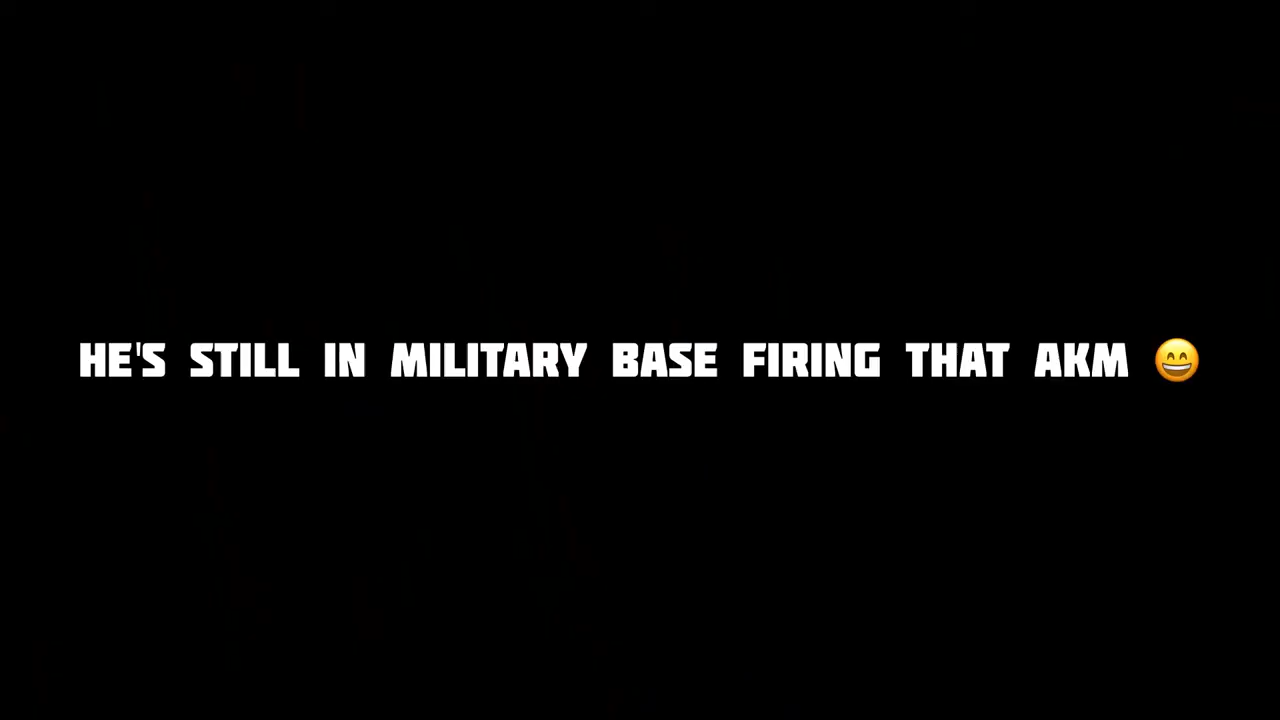 HE'S STILL IN MILITARY BASE FIRING THAT AKM 😄